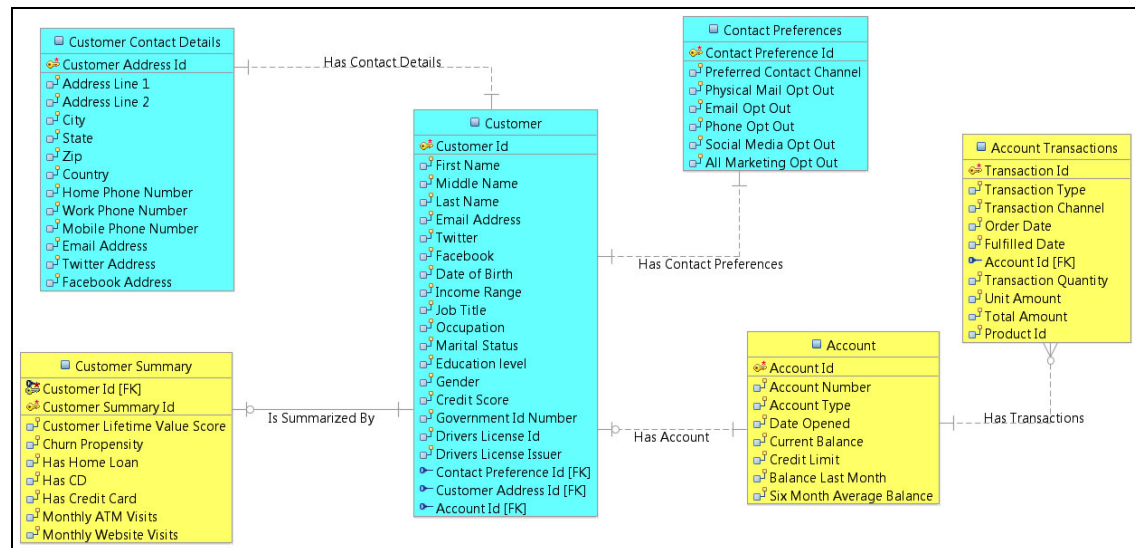 Customer Contact Details
Customer Address Id
Address Line 1
Address Line 2
City
State
Zip
Country
Home Phone Number
Work Phone Number
Mobile Phone Number
Email Address
Twitter Address
Facebook Address
Has Contact Details
Contact Preferences
Contact Preference Id
Preferred Contact Channel
Physical Mail Opt Out
Email Opt Out
Phone Opt Out
Social Media Opt Out
All Marketing Opt Out
Customer
Customer Id
First Name
Middle Name
Last Name
Email Address
Twitter
Facebook
Date of Birth
Income Range
Job Title
Occupation
Marital Status
Education level
Gender
Credit Score
Government Id Number
Drivers License Id
Drivers License Issuer
Contact Preference Id [FK]
Customer Address Id [FK]
Account Id [FK]
Has Contact Preferences
Account Transactions
Transaction Id
Transaction Type
Transaction Channel
Order Date
Fulfilled Date
Account Id [FK]
Transaction Quantity
Unit Amount
Total Amount
Product Id
Customer Summary
Customer Id [FK]
Customer Summary Id
Customer Lifetime Value Score
Churn Propensity
Has Home Loan
Has CD
Has Credit Card
Monthly ATM Visits
Monthly Website Visits
Is Summarized By
Has Account
Account
Account Id
Account Number
Account Type
Date Opened
Current Balance
Credit Limit
Balance Last Month
Six Month Average Balance
Has Transactions